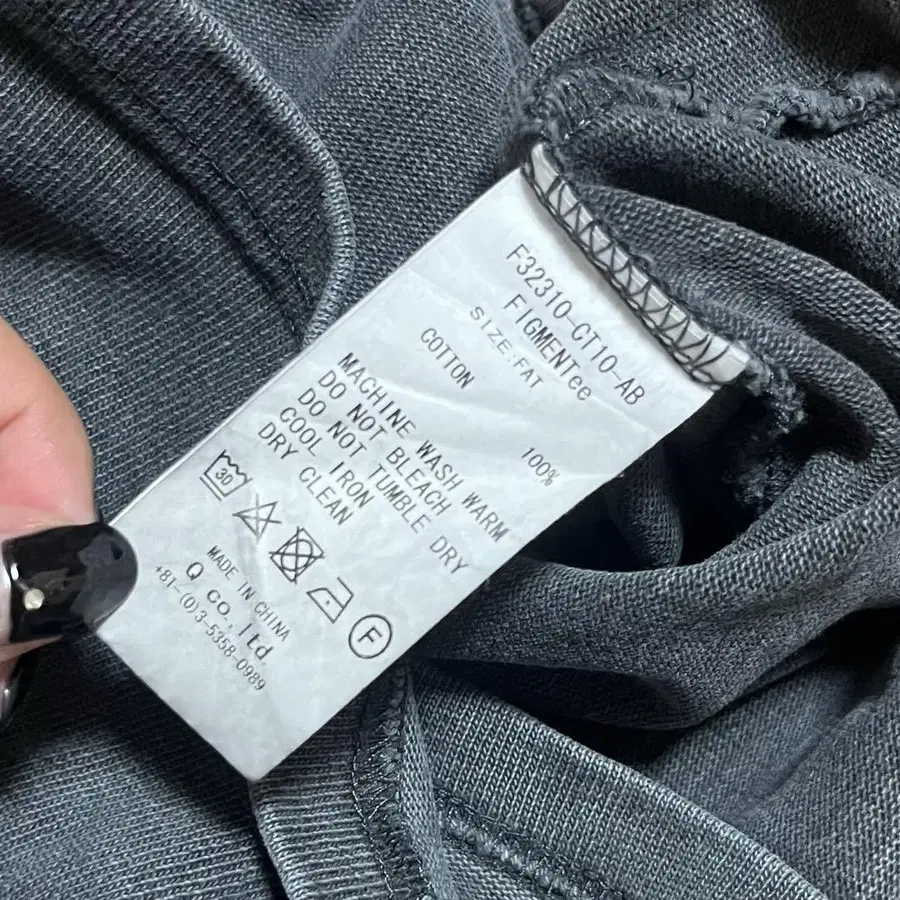 F32310-CT10-AB
FIGMENTee
SIZE:FAT
COTTON 100%
MACHINE WASH WARM
DO NOT BLEACH
DO NOT TUMBLE DRY
COOL IRON
DRY CLEAN
30
F
MADE IN CHINA
Q co., ltd.
+81-(0)3-5358-0989